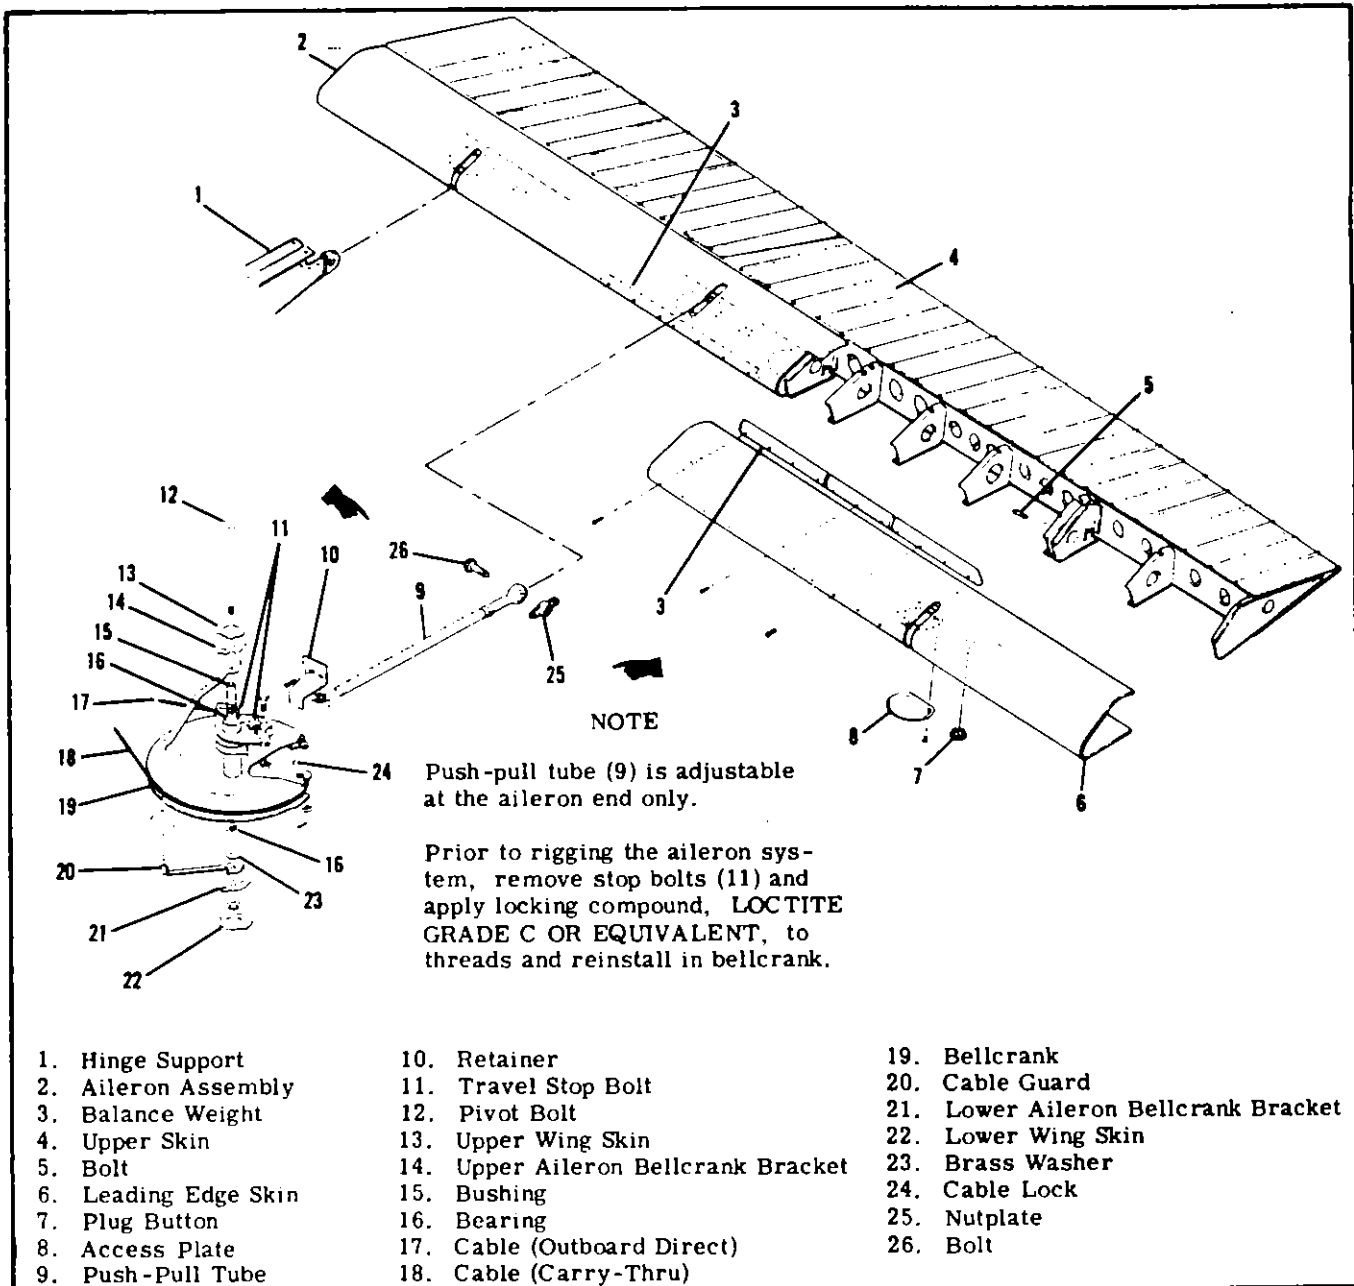 2
3
1
4
5
12
11
26
10
13
9
14
3
15
16
25
17
NOTE
8
7
18
24
6
19
Push-pull tube (9) is adjustable
at the aileron end only.
16
20
23
Prior to rigging the aileron sys-
tem, remove stop bolts (11) and
apply locking compound, LOCTITE
GRADE C OR EQUIVALENT, to
threads and reinstall in bellcrank.
21
22
1. Hinge Support
2. Aileron Assembly
3. Balance Weight
4. Upper Skin
5. Bolt
6. Leading Edge Skin
7. Plug Button
8. Access Plate
9. Push-Pull Tube
10. Retainer
11. Travel Stop Bolt
12. Pivot Bolt
13. Upper Wing Skin
14. Upper Aileron Bellcrank Bracket
15. Bushing
16. Bearing
17. Cable (Outboard Direct)
18. Cable (Carry-Thru)
19. Bellcrank
20. Cable Guard
21. Lower Aileron Bellcrank Bracket
22. Lower Wing Skin
23. Brass Washer
24. Cable Lock
25. Nutplate
26. Bolt